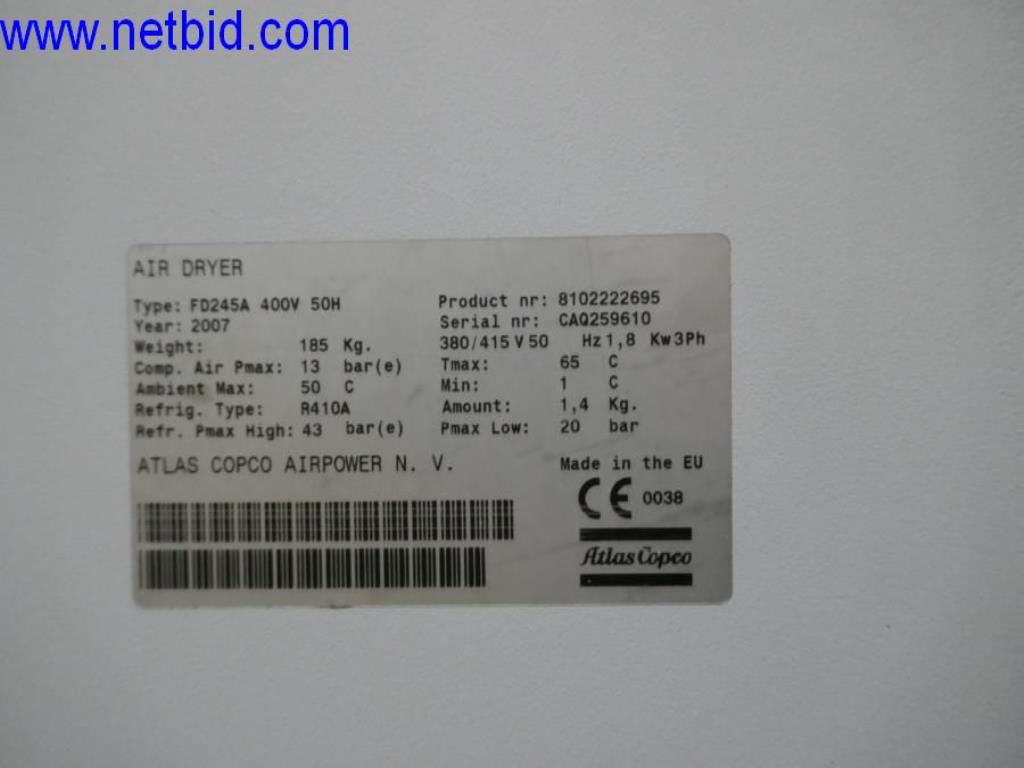 www.netbid.com
AIR DRYER
Type: FD245A 400V 50H Product nr: 8102222695
Year: 2007 Serial nr: CAQ259610
Weight: 185 Kg. 380/415 V 50 Hz 1,8 Kw 3Ph
Comp. Air Pmax: 13 bar(e) Tmax: 65 C
Ambient Max: 50 C Min: 1 C
Refrig. Type: R410A Amount: 1,4 Kg.
Refr. Pmax High: 43 bar(e) Pmax Low: 20 bar
ATLAS COPCO AIRPOWER N. V. Made in the EU
CE 0038
Atlas Copco